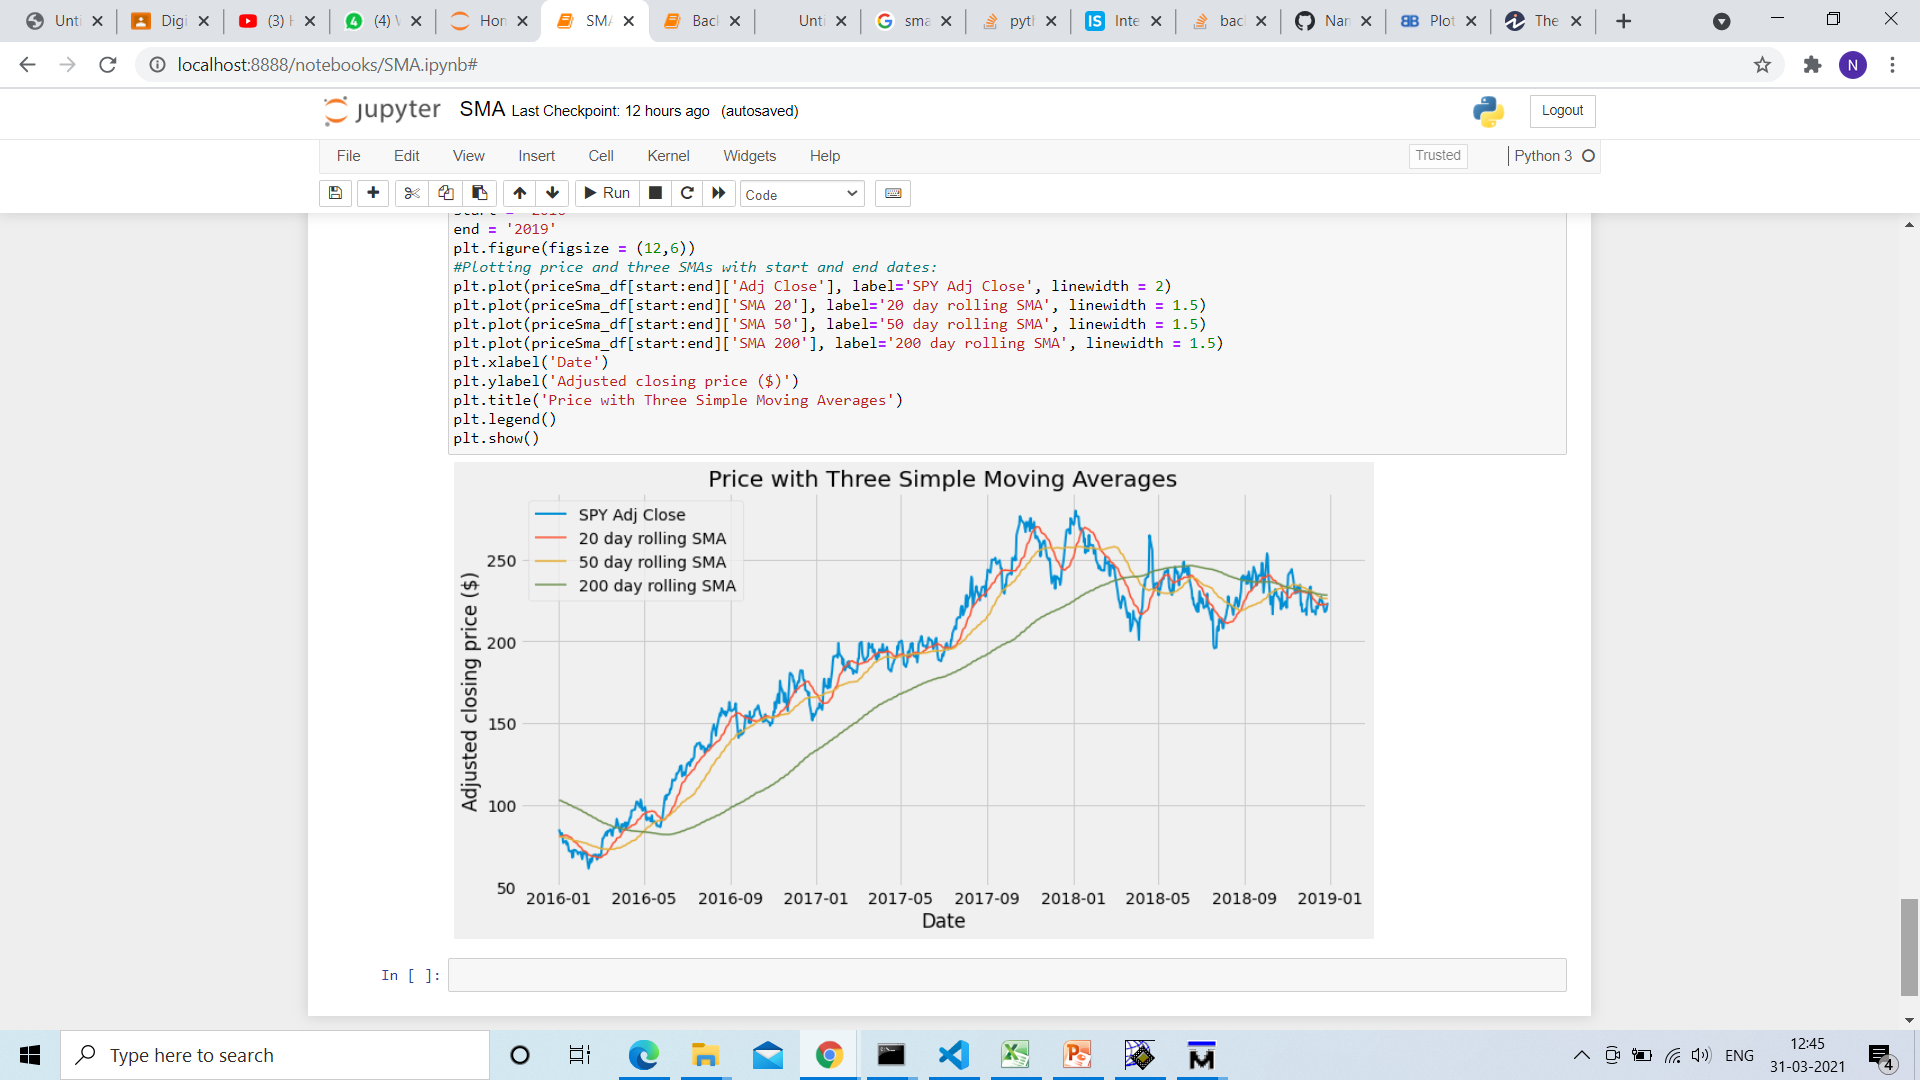 Unti
Digi
(3) H
(4) W
Hon
SMA
Back
Unti
sma
pyth
Inte
bac
Nan
Plot
The
localhost:8888/notebooks/SMA.ipynb#
N
jupyter SMA Last Checkpoint: 12 hours ago (autosaved)
Logout
File Edit View Insert Cell Kernel Widgets Help
Trusted
Python 3
Run
Code
end = '2019'
plt.figure(figsize = (12,6))
#Plotting price and three SMAs with start and end dates:
plt.plot(priceSma_df[start:end]['Adj Close'], label='SPY Adj Close', linewidth = 2)
plt.plot(priceSma_df[start:end]['SMA 20'], label='20 day rolling SMA', linewidth = 1.5)
plt.plot(priceSma_df[start:end]['SMA 50'], label='50 day rolling SMA', linewidth = 1.5)
plt.plot(priceSma_df[start:end]['SMA 200'], label='200 day rolling SMA', linewidth = 1.5)
plt.xlabel('Date')
plt.ylabel('Adjusted closing price ($)')
plt.title('Price with Three Simple Moving Averages')
plt.legend()
plt.show()
Price with Three Simple Moving Averages
SPY Adj Close
20 day rolling SMA
50 day rolling SMA
200 day rolling SMA
Adjusted closing price ($)
250
200
150
100
50
2016-01 2016-05 2016-09 2017-01 2017-05 2017-09 2018-01 2018-05 2018-09 2019-01
Date
In [ ]:
Type here to search
ENG
12:45
31-03-2021
4